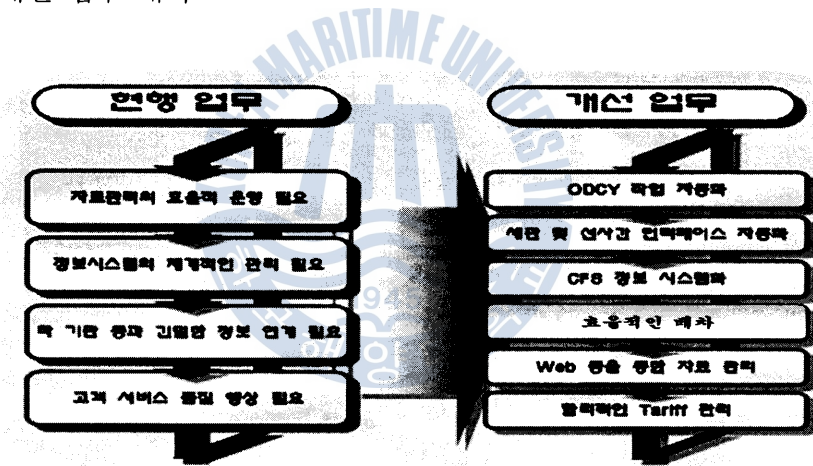 현행 업무
자료관리의 효율적 운영 필요
정보시스템의 체계적인 관리 필요
각 기관 등과 긴밀한 정보 연계 필요
고객 서비스 품질 향상 필요
개선 업무
ODCY 작업 자동화
세관 및 선사간 인터페이스 자동화
CFS 정보 시스템화
효율적인 배차
Web 등을 통한 자료 관리
탄력적인 Tariff 관리
MARITIME UNIVERSITY
1945